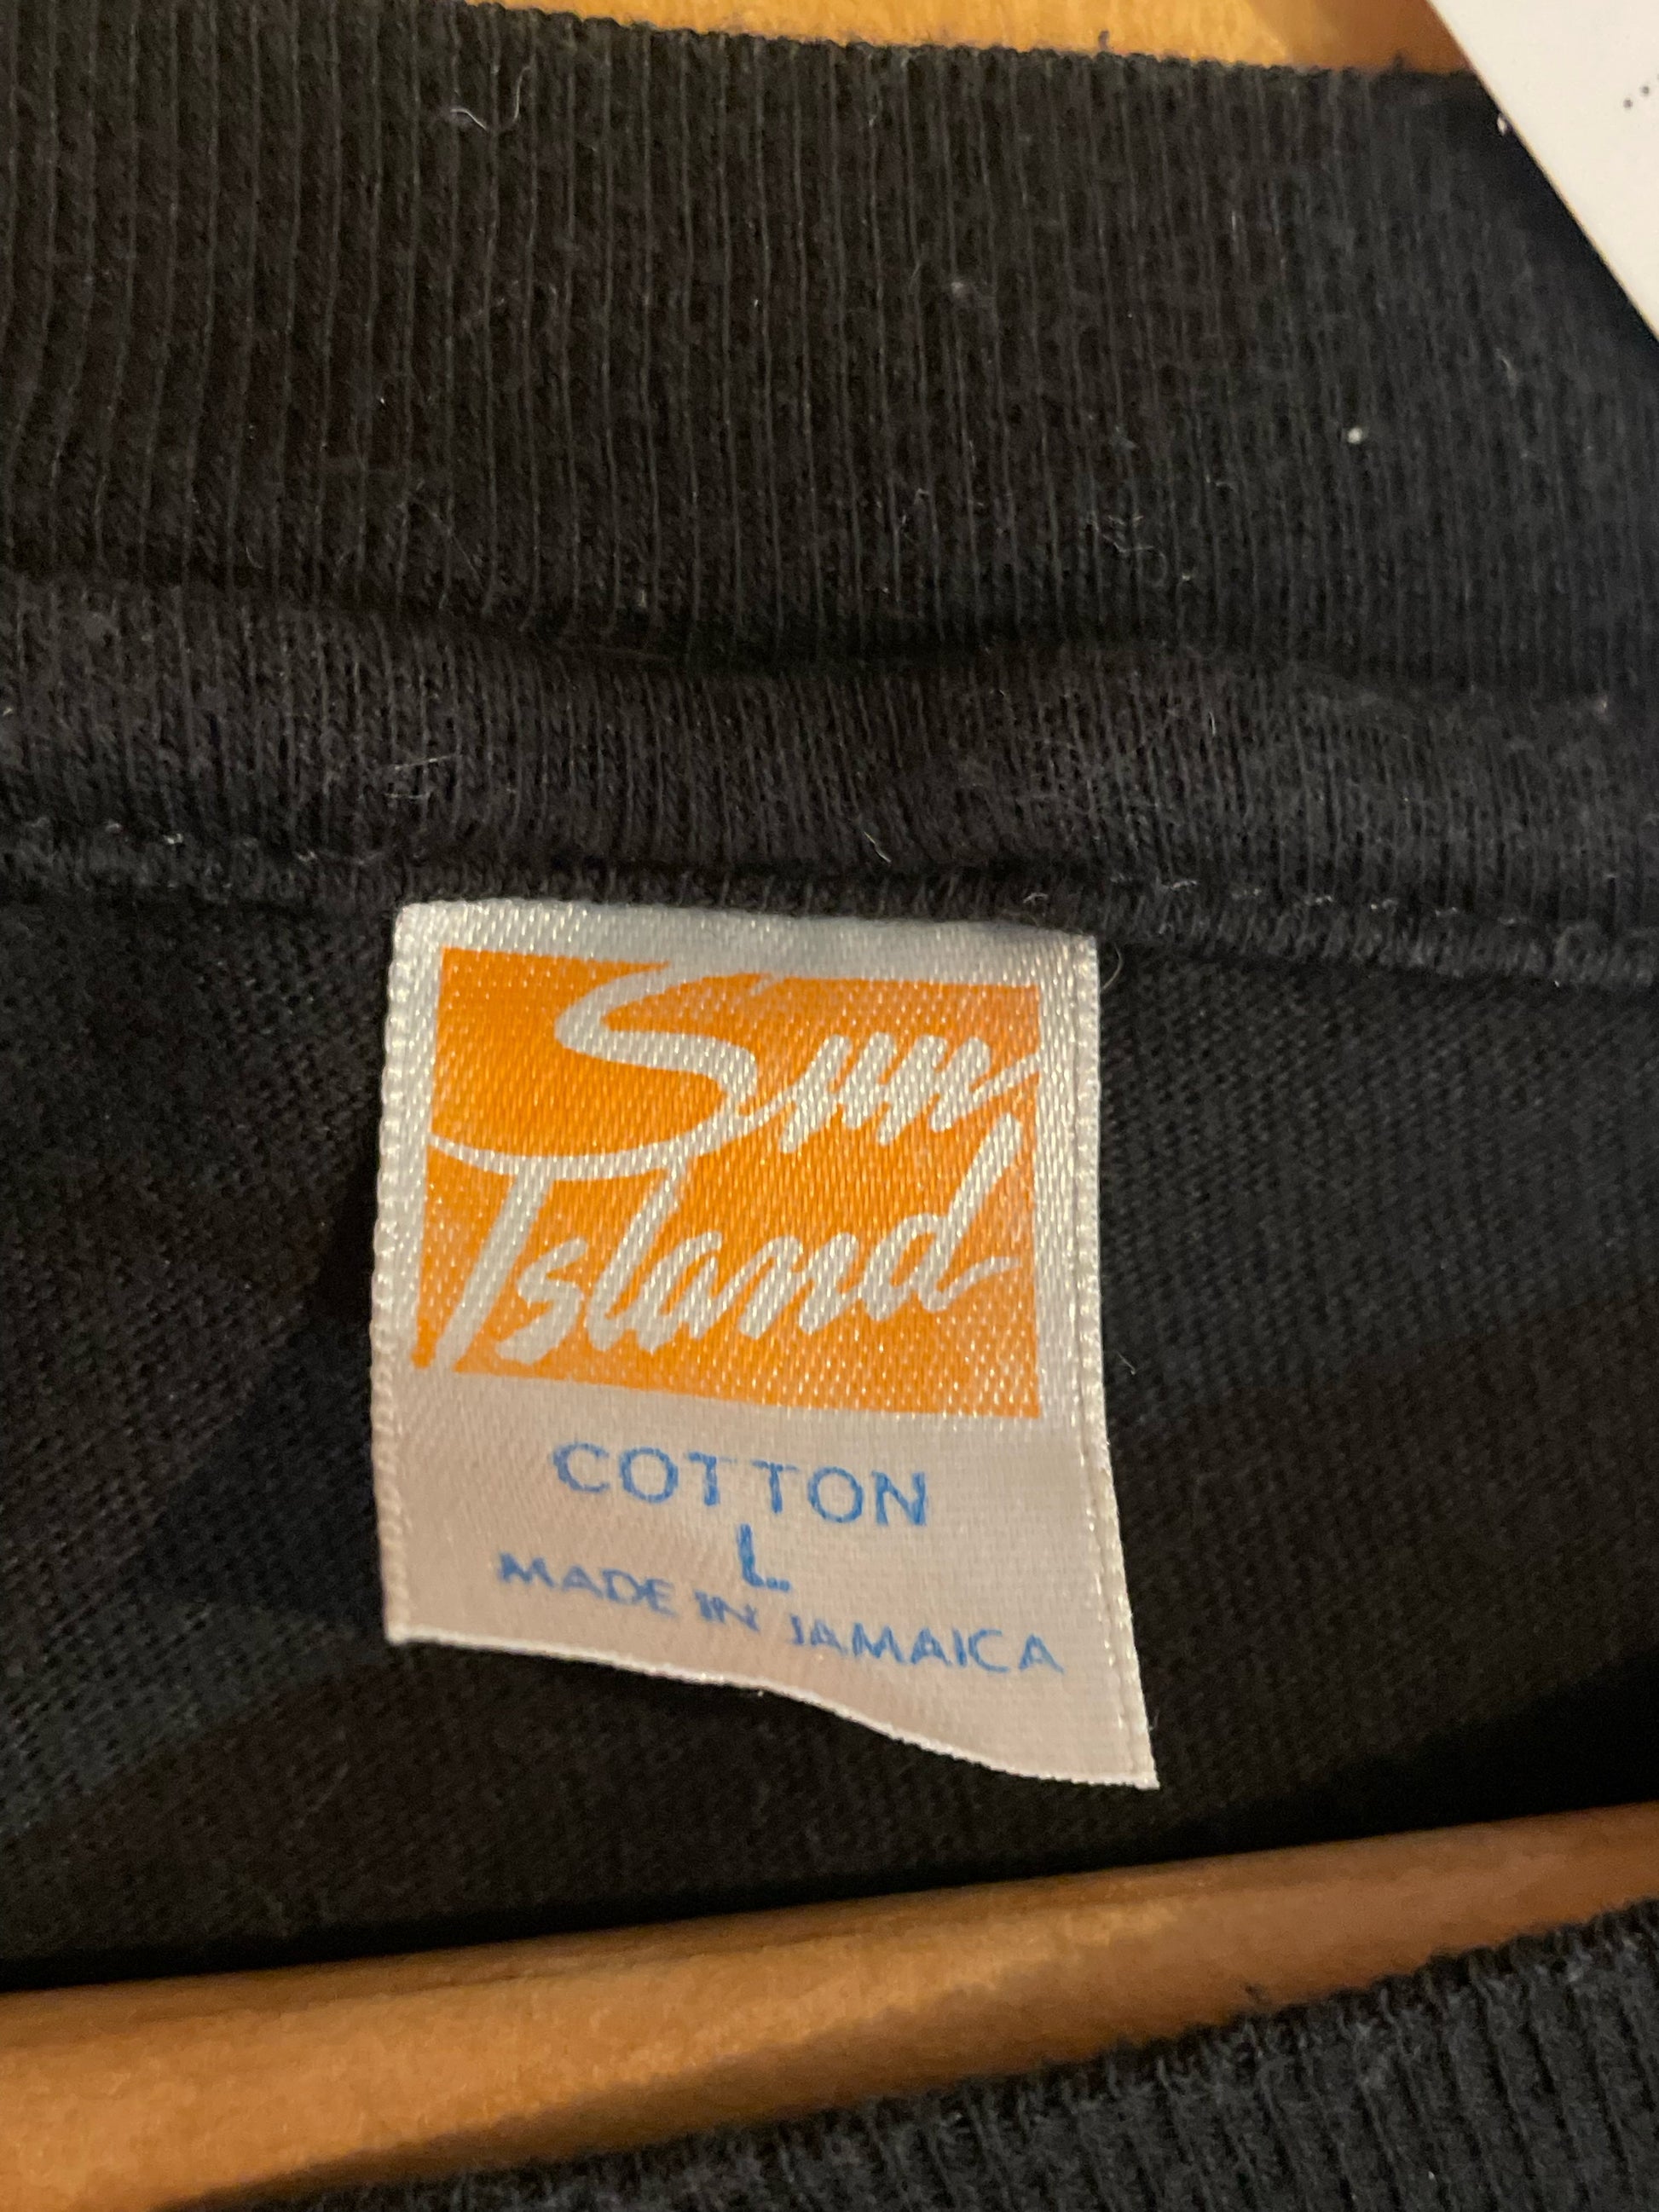 Sun
Island
COTTON
L
MADE IN JAMAICA